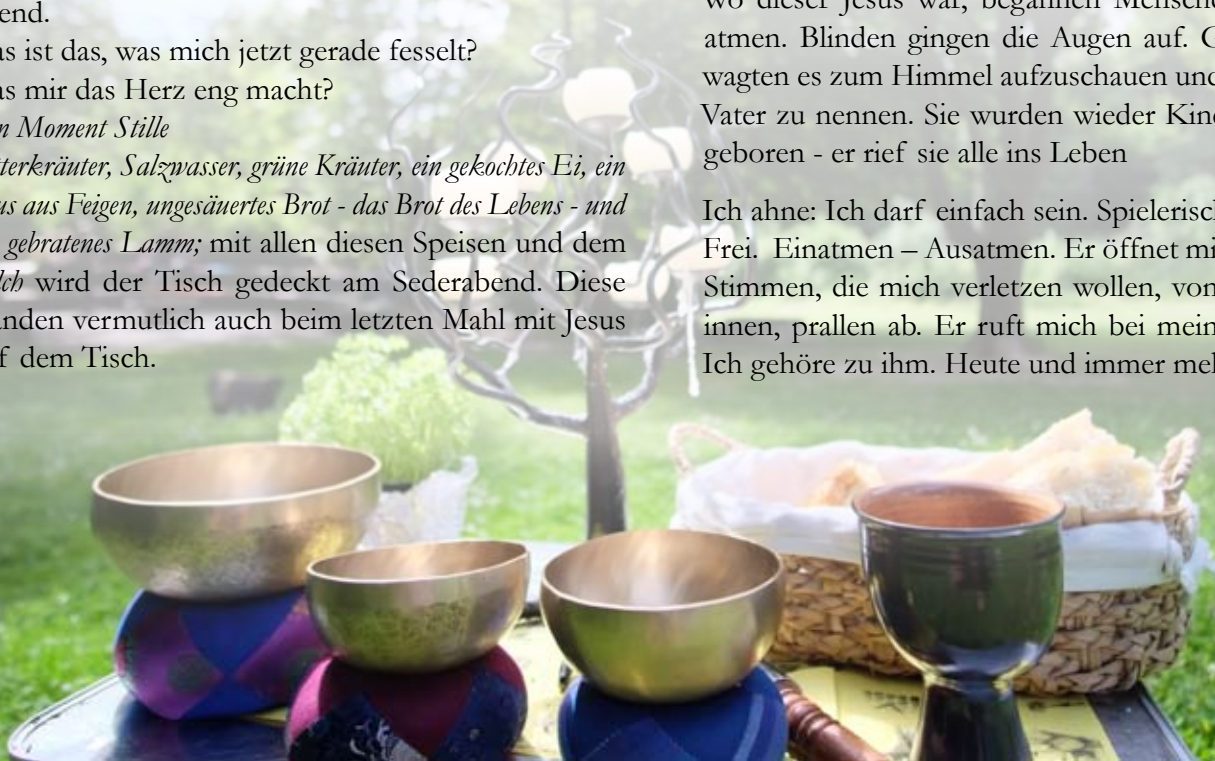 end.
as ist das, was mich jetzt gerade fesselt?
as mir das Herz eng macht?
n Moment Stille
tterkräuter, Salzwasser, grüne Kräuter, ein gekochtes Ei, ein
us aus Feigen, ungesäuertes Brot - das Brot des Lebens - und
gebratenes Lamm; mit allen diesen Speisen und dem
lch wird der Tisch gedeckt am Sederabend. Diese
anden vermutlich auch beim letzten Mahl mit Jesus
f dem Tisch.
Wo dieser Jesus war, begannen Mensche
atmen. Blinden gingen die Augen auf. G
wagten es zum Himmel aufzuschauen und
Vater zu nennen. Sie wurden wieder Kind
geboren - er rief sie alle ins Leben
Ich ahne: Ich darf einfach sein. Spielerisch
Frei. Einatmen – Ausatmen. Er öffnet mi
Stimmen, die mich verletzen wollen, von
innen, prallen ab. Er ruft mich bei mein
Ich gehöre zu ihm. Heute und immer meh